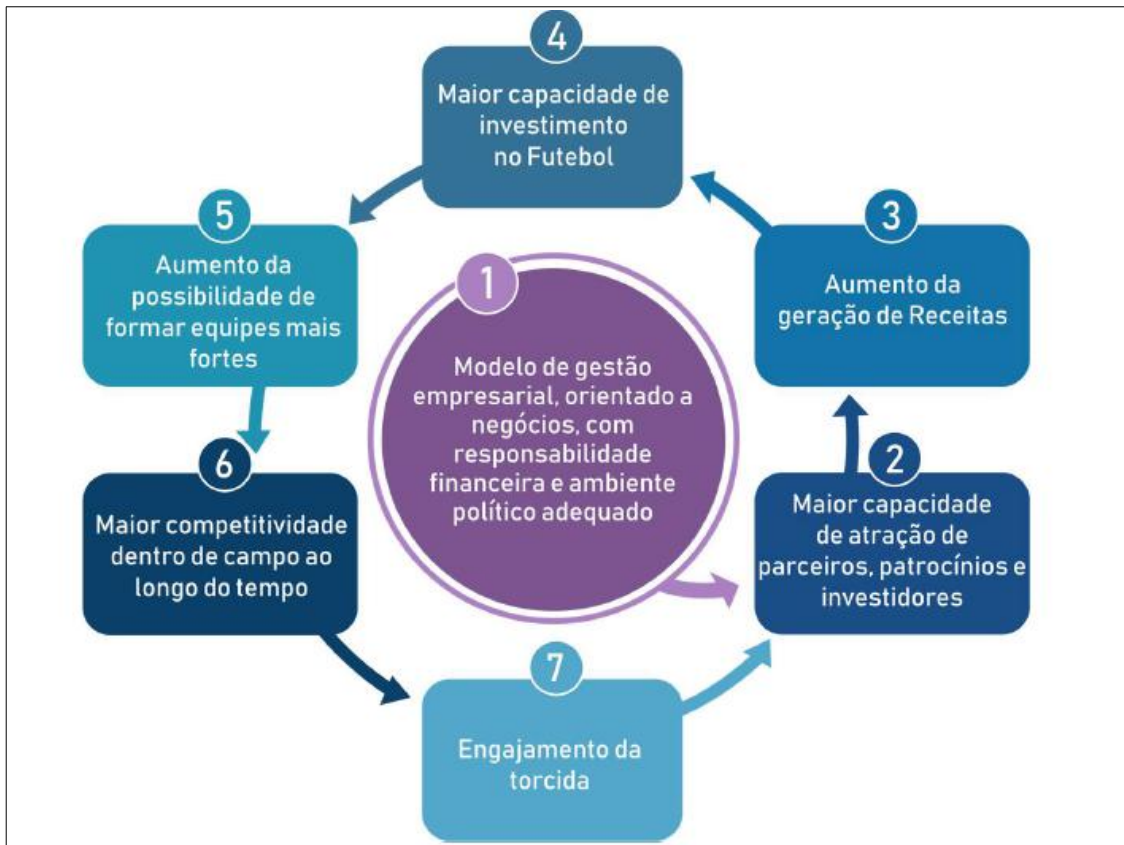 1
Modelo de gestão
empresarial, orientado a
negócios, com
responsabilidade
financeira e ambiente
político adequado
2
Maior capacidade
de atração de
parceiros, patrocínios e
investidores
3
Aumento da
geração de Receitas
4
Maior capacidade de
investimento
no Futebol
5
Aumento da
possibilidade de
formar equipes mais
fortes
6
Maior competitividade
dentro de campo ao
longo do tempo
7
Engajamento da
torcida